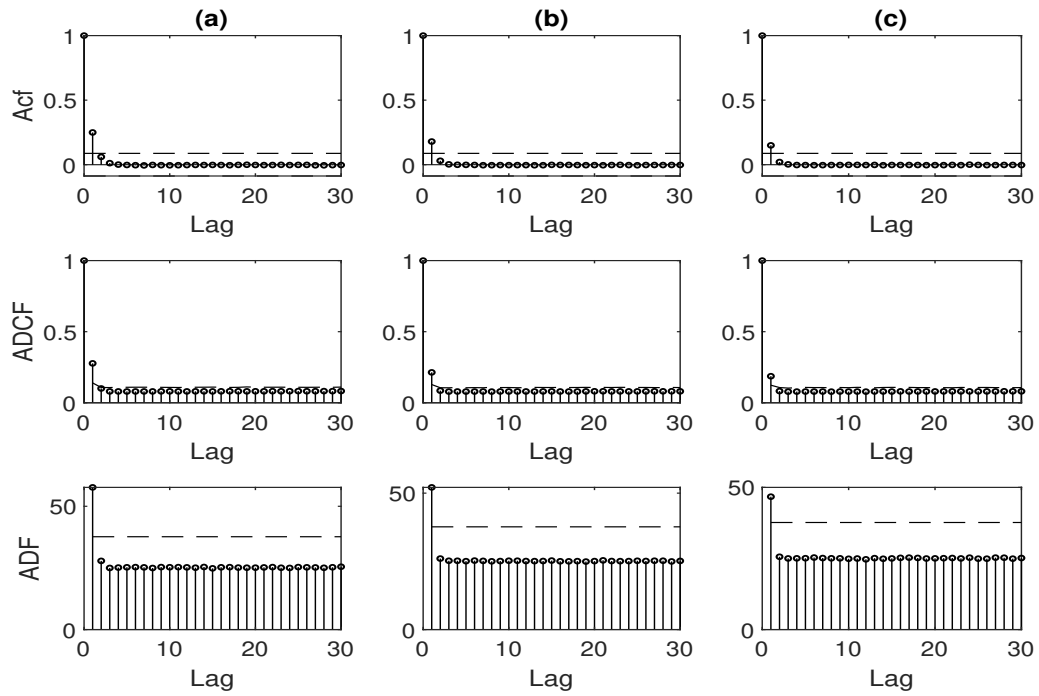 (a) (b) (c)
1 1 1
Acf 0.5 0.5 0.5
0 0 0
0 10 20 30 0 10 20 30 0 10 20 30
Lag Lag Lag
1 1 1
ADCF 0.5 0.5 0.5
0 0 0
0 10 20 30 0 10 20 30 0 10 20 30
Lag Lag Lag
50 50 50
ADF
0 0 0
0 10 20 30 0 10 20 30 0 10 20 30
Lag Lag Lag